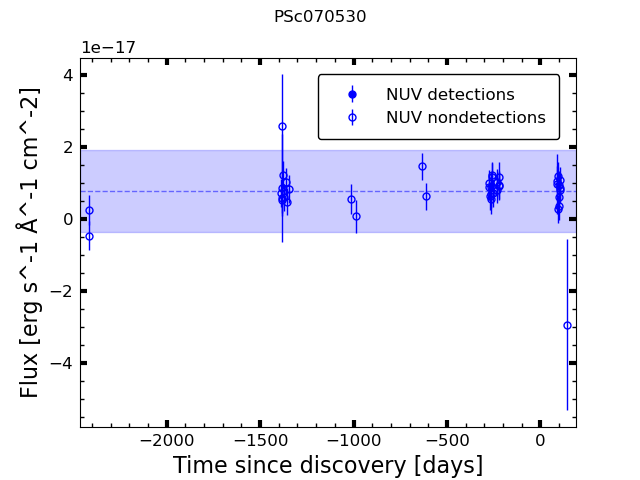 PSc070530
1e−17
NUV detections
NUV nondetections
4
2
0
−2
−4
−2000 −1500 −1000 −500 0
Time since discovery [days]
Flux [erg s^-1 Å^-1 cm^-2]